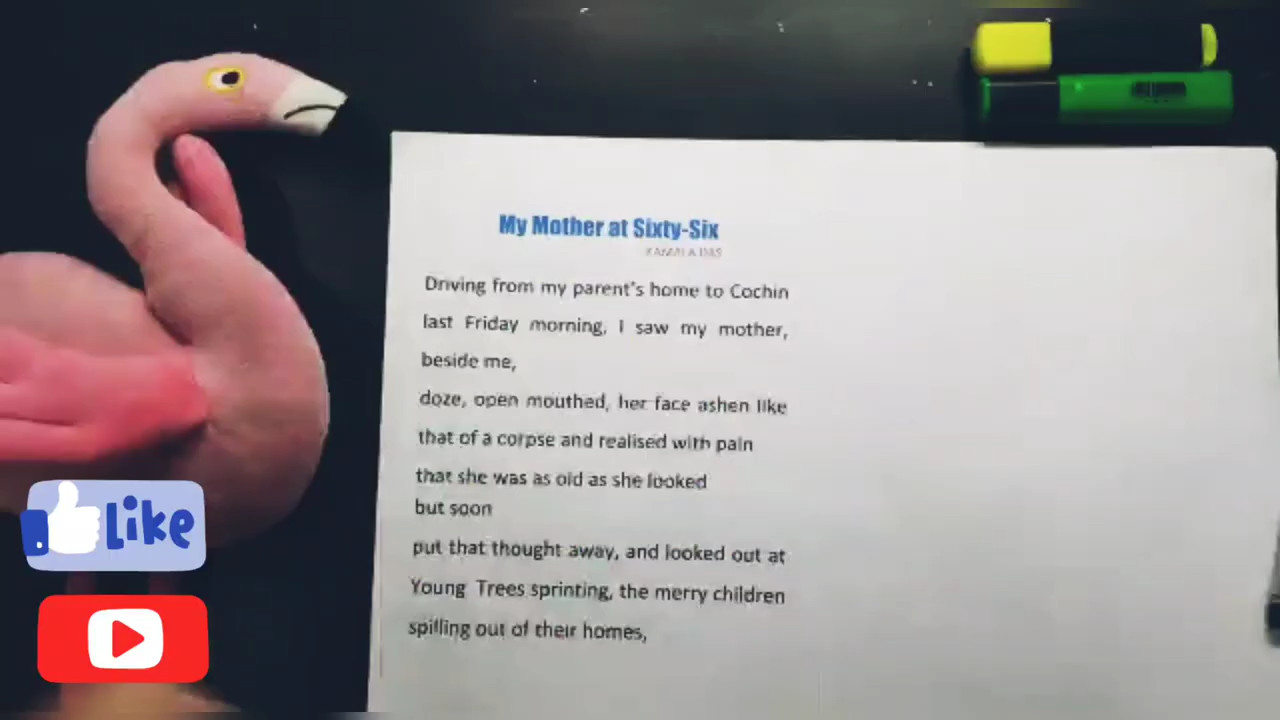 My Mother at Sixty-Six
KAMALA DAS
Driving from my parent's home to Cochin
last Friday morning, I saw my mother,
beside me,
doze, open mouthed, her face ashen like
that of a corpse and realised with pain
that she was as old as she looked
but soon
put that thought away, and looked out at
Young Trees sprinting, the merry children
spilling out of their homes,
Like